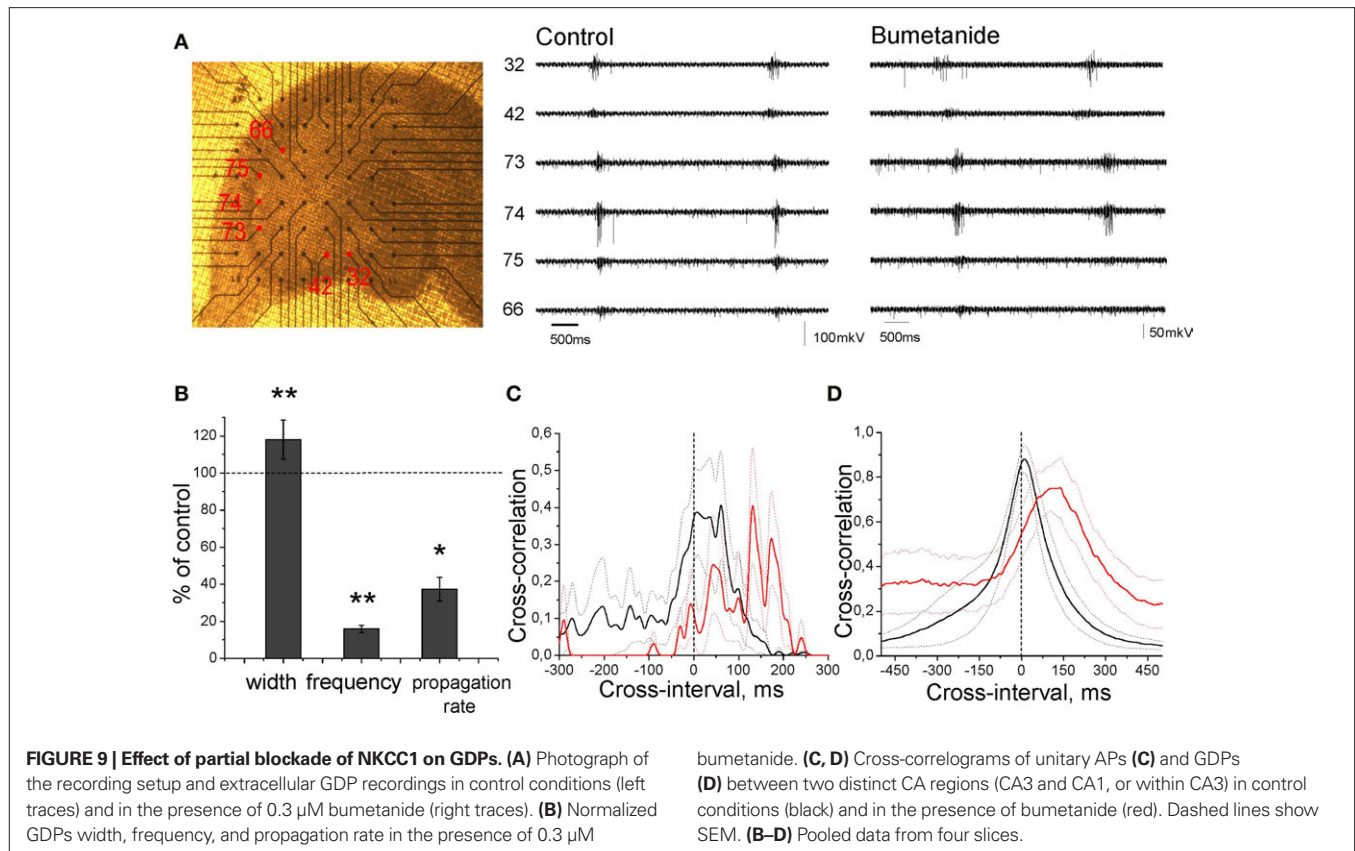 A
Control
Bumetanide
66
75
74
73
42
32
32
42
73
74
75
66
500ms
100mkV
500ms
50mkV
B
**
**
*
% of control
120
100
80
60
40
20
0
width
frequency
propagation
rate
C
Cross-correlation
0,6
0,5
0,4
0,3
0,2
0,1
0,0
-300
-200
-100
0
100
200
300
Cross-interval, ms
D
Cross-correlation
1,0
0,8
0,6
0,4
0,2
0,0
-450
-300
-150
0
150
300
450
Cross-interval, ms
FIGURE 9 | Effect of partial blockade of NKCC1 on GDPs. (A) Photograph of
the recording setup and extracellular GDP recordings in control conditions (left
traces) and in the presence of 0.3 µM bumetanide (right traces). (B) Normalized
GDPs width, frequency, and propagation rate in the presence of 0.3 µM
bumetanide. (C, D) Cross-correlograms of unitary APs (C) and GDPs
(D) between two distinct CA regions (CA3 and CA1, or within CA3) in control
conditions (black) and in the presence of bumetanide (red). Dashed lines show
SEM. (B–D) Pooled data from four slices.